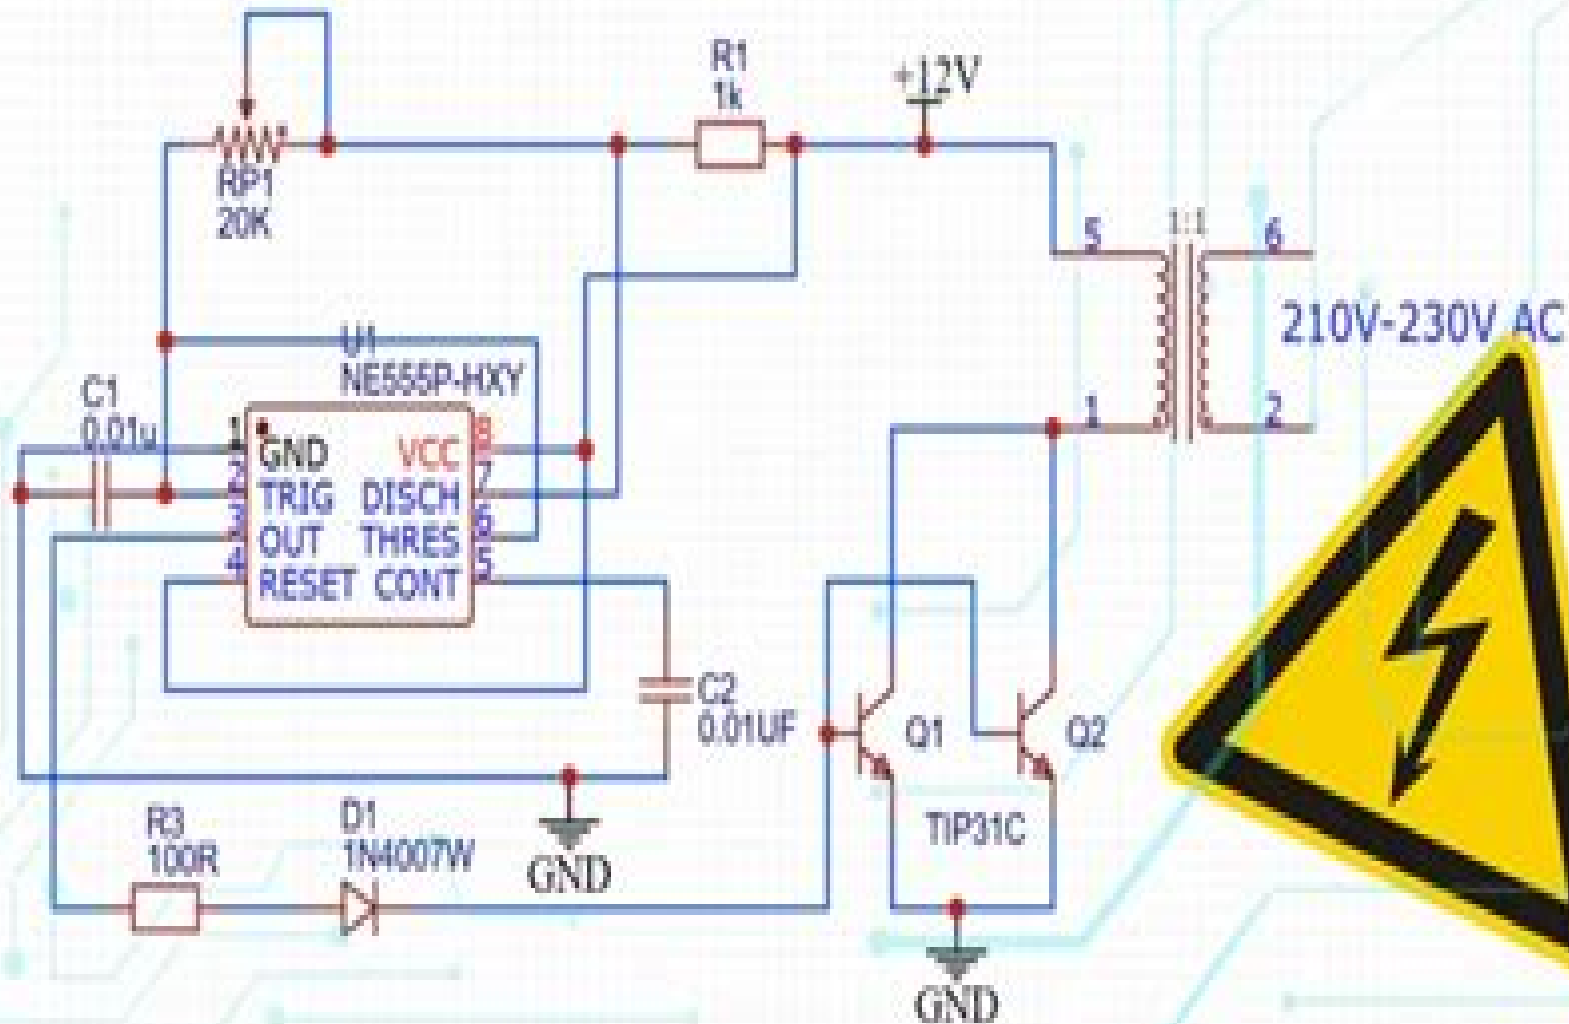 R1
1k
+12V
RP1
20K
5
1:1
6
210V-230V AC
U1
NE555P-HXY
C1
0.01u
1
GND
VCC
8
2
TRIG
DISCH
7
3
OUT
THRES
6
4
RESET
CONT
5
1
2
C2
0.01UF
Q1
Q2
TIP31C
R3
100R
D1
1N4007W
GND
GND